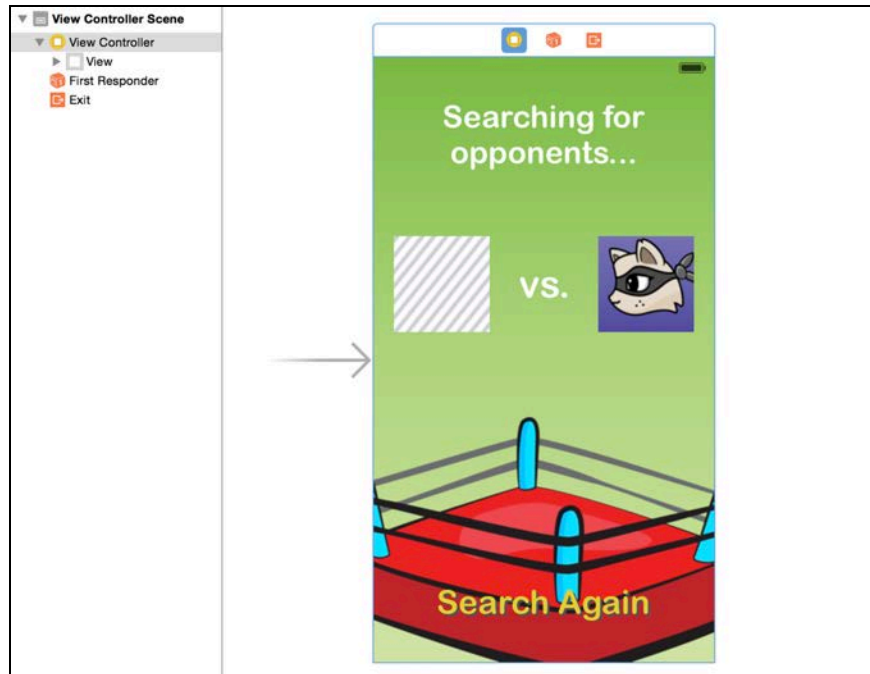 View Controller Scene
View Controller
View
First Responder
Exit
Searching for
opponents...
vs.
Search Again